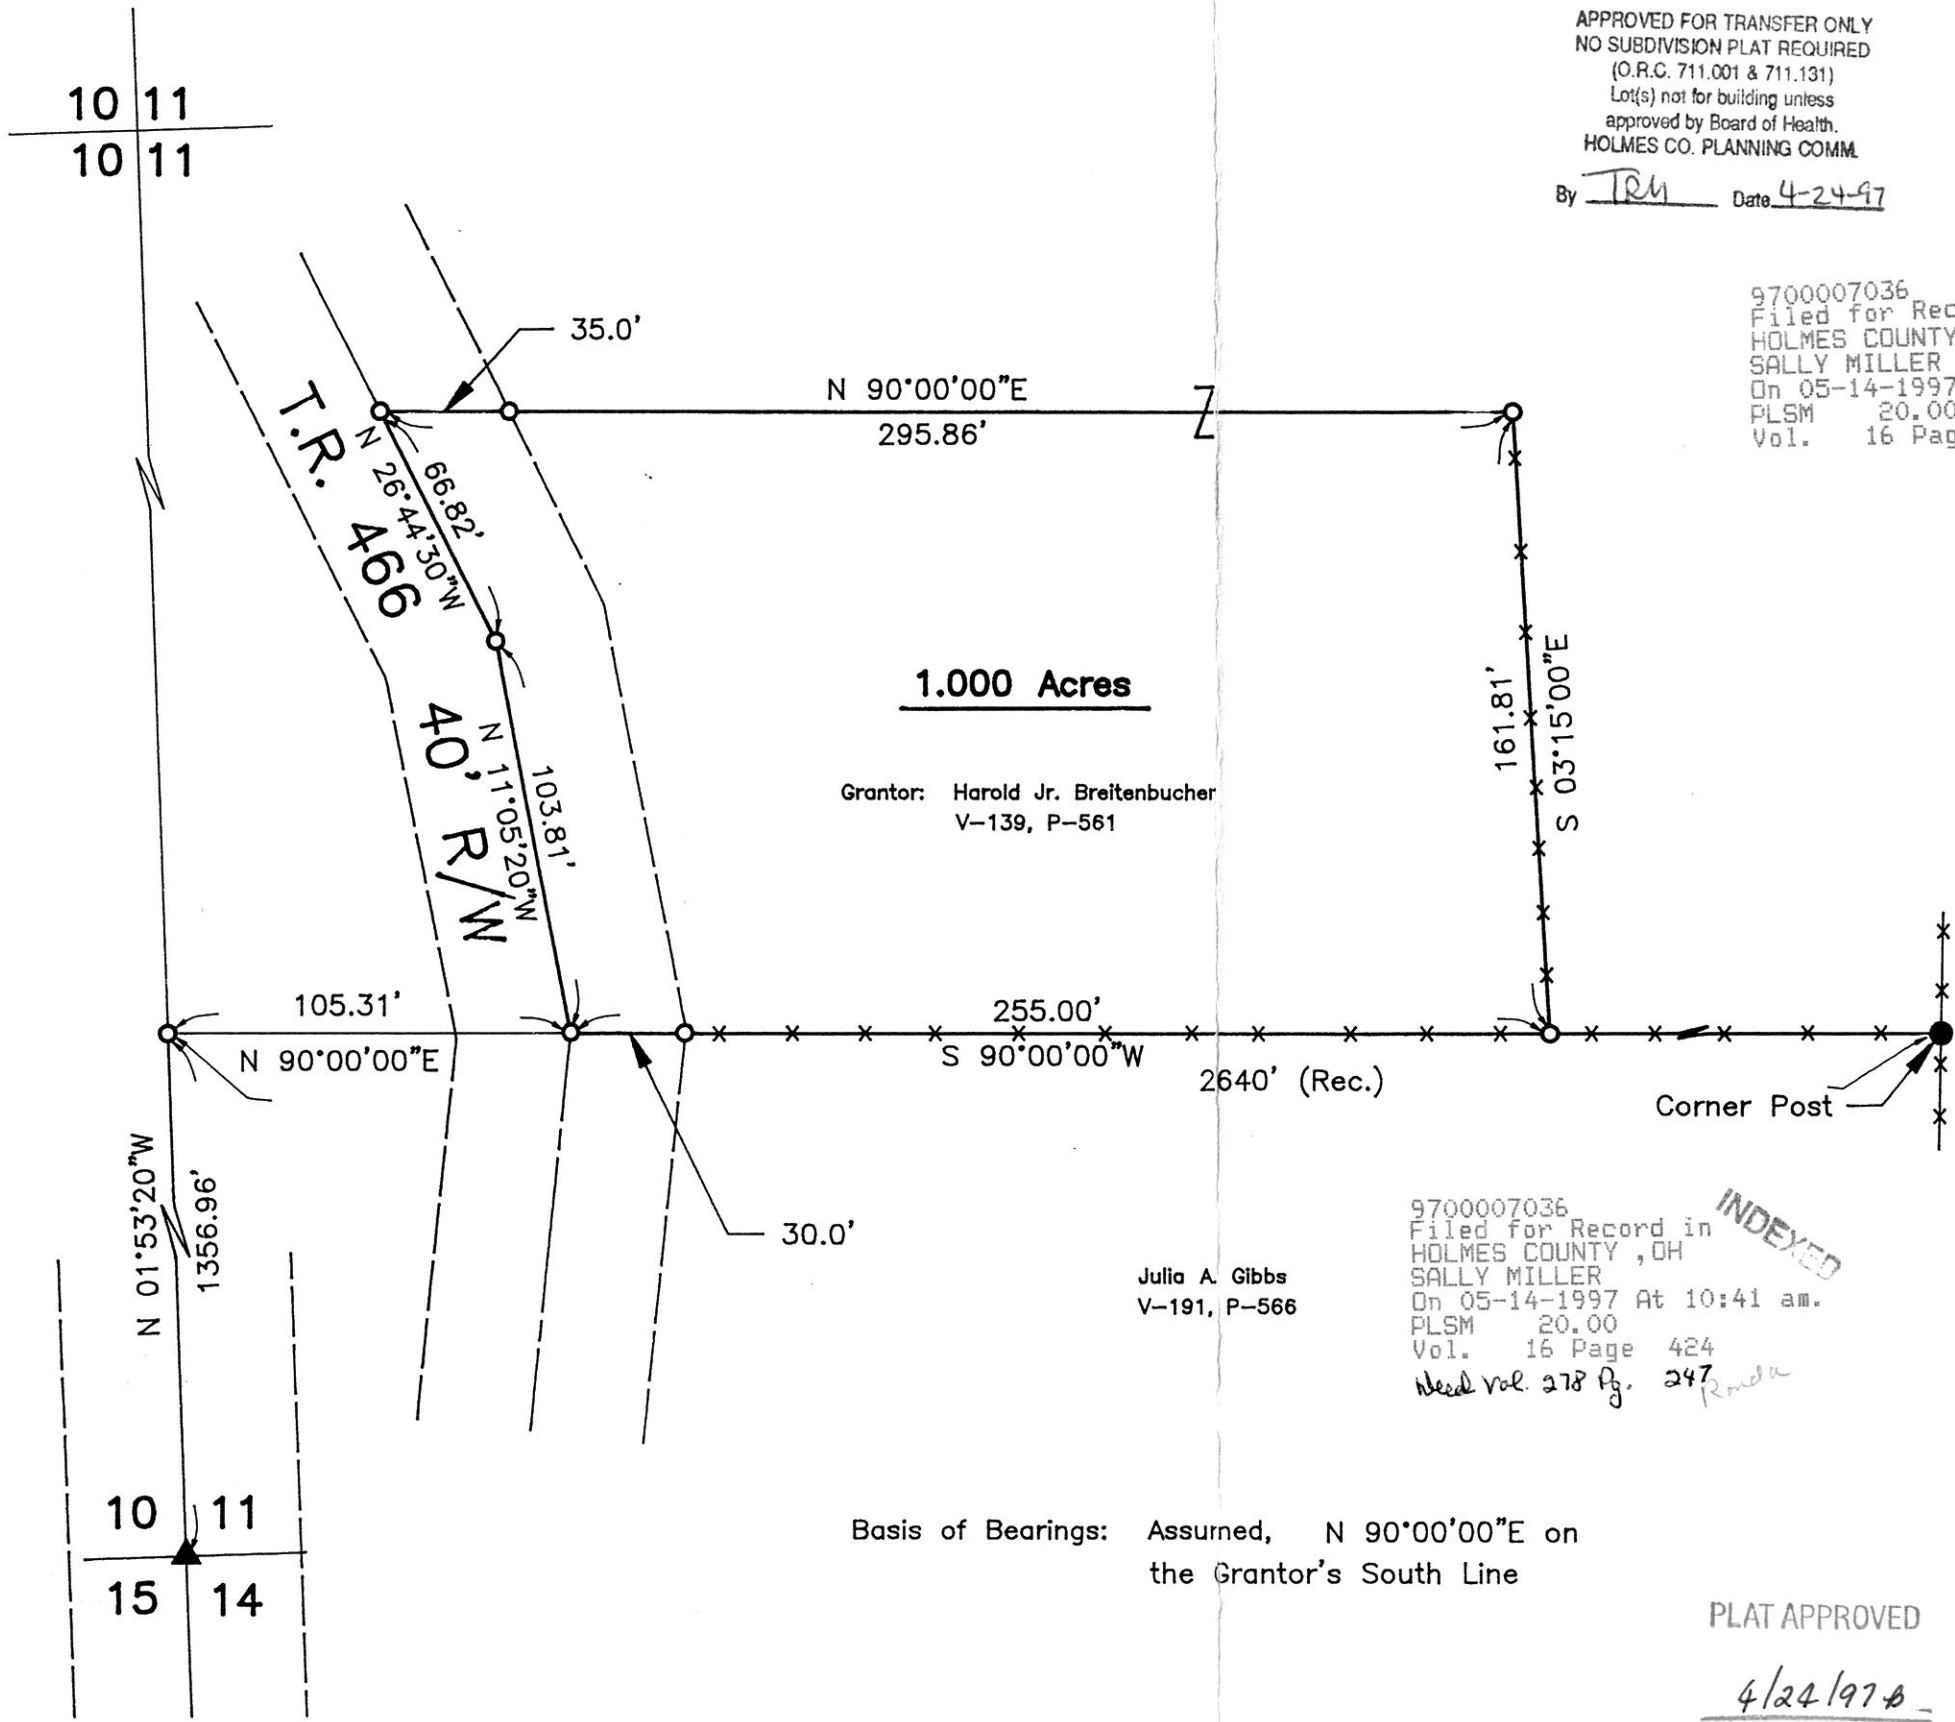 APPROVED FOR TRANSFER ONLY
NO SUBDIVISION PLAT REQUIRED
(O.R.C. 711.001 & 711.131)
Lot(s) not for building unless
approved by Board of Health.
HOLMES CO. PLANNING COMM.
By Date 4-24-97
10 11
10 11
9700007036
Filed for Rec
HOLMES COUNTY
SALLY MILLER
On 05-14-1997
PLSM 20.00
Vol. 16 Pag
35.0'
N 90°00'00"E
295.86'
T.R. 466
40' R/W
66.82'
N 26°44'30"W
103.81'
N 11°05'20"W
1.000 Acres
Grantor: Harold Jr. Breitenbucher
V-139, P-561
161.81'
S 03°15'00"E
105.31'
N 90°00'00"E
255.00'
S 90°00'00"W
2640' (Rec.)
Corner Post
N 01°53'20"W
1356.96'
30.0'
Julia A. Gibbs
V-191, P-566
9700007036
Filed for Record in
HOLMES COUNTY ,OH
SALLY MILLER
On 05-14-1997 At 10:41 am.
PLSM 20.00
Vol. 16 Page 424
Vol. 278 Pg. 247
Ronda
INDEXED
10 11
15 14
Basis of Bearings: Assumed, N 90°00'00"E on
the Grantor's South Line
PLAT APPROVED
4/24/97